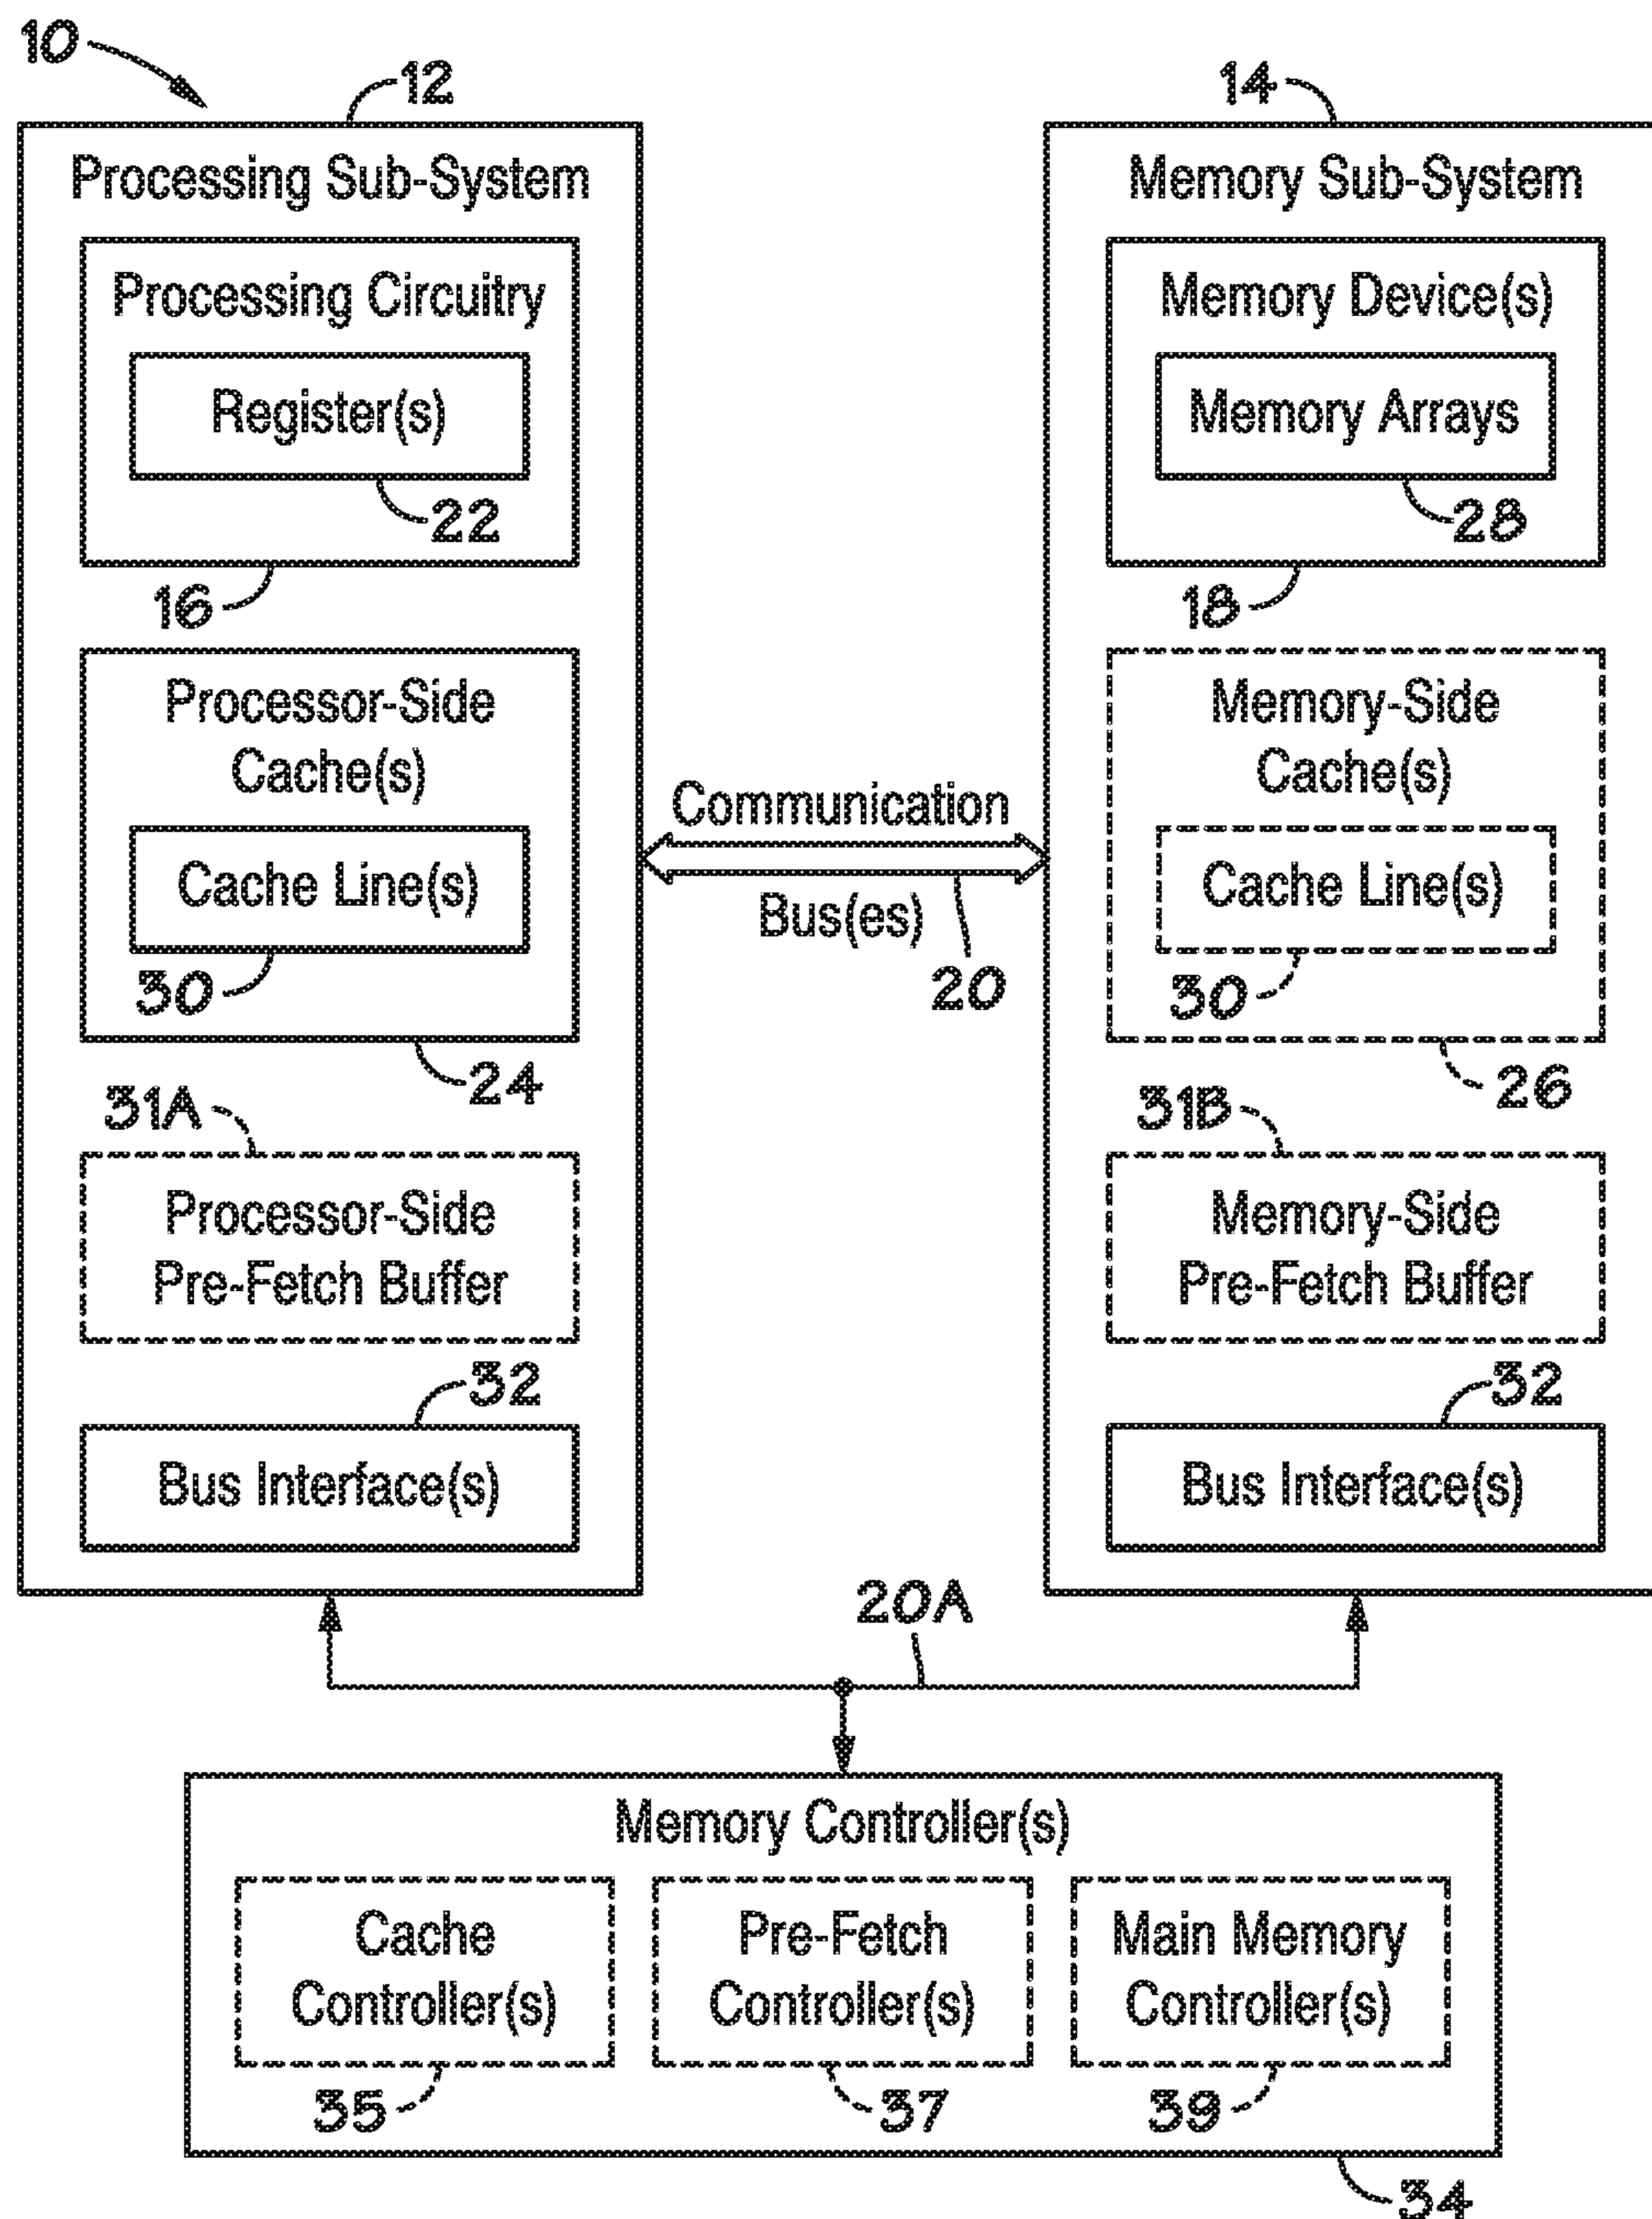 10
12
14
Processing Sub-System
Processing Circuitry
Register(s)
22
16
Processor-Side
Cache(s)
Cache Line(s)
30
24
31A
Processor-Side
Pre-Fetch Buffer
32
Bus Interface(s)
Communication
Bus(es)
20
Memory Sub-System
Memory Device(s)
Memory Arrays
28
18
Memory-Side
Cache(s)
Cache Line(s)
30
26
31B
Memory-Side
Pre-Fetch Buffer
32
Bus Interface(s)
20A
Memory Controller(s)
Cache
Controller(s)
35
Pre-Fetch
Controller(s)
37
Main Memory
Controller(s)
39
34